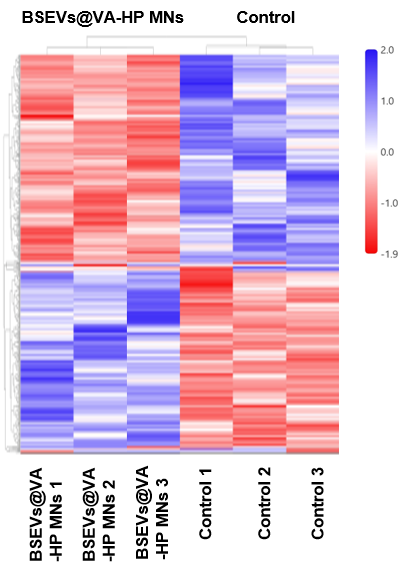 BSEVs@VA-HP MNs
Control
2.0
1.0
0.0
-1.0
-1.9
BSEVs@VA
-HP MNs 1
BSEVs@VA
-HP MNs 2
BSEVs@VA
-HP MNs 3
Control 1
Control 2
Control 3